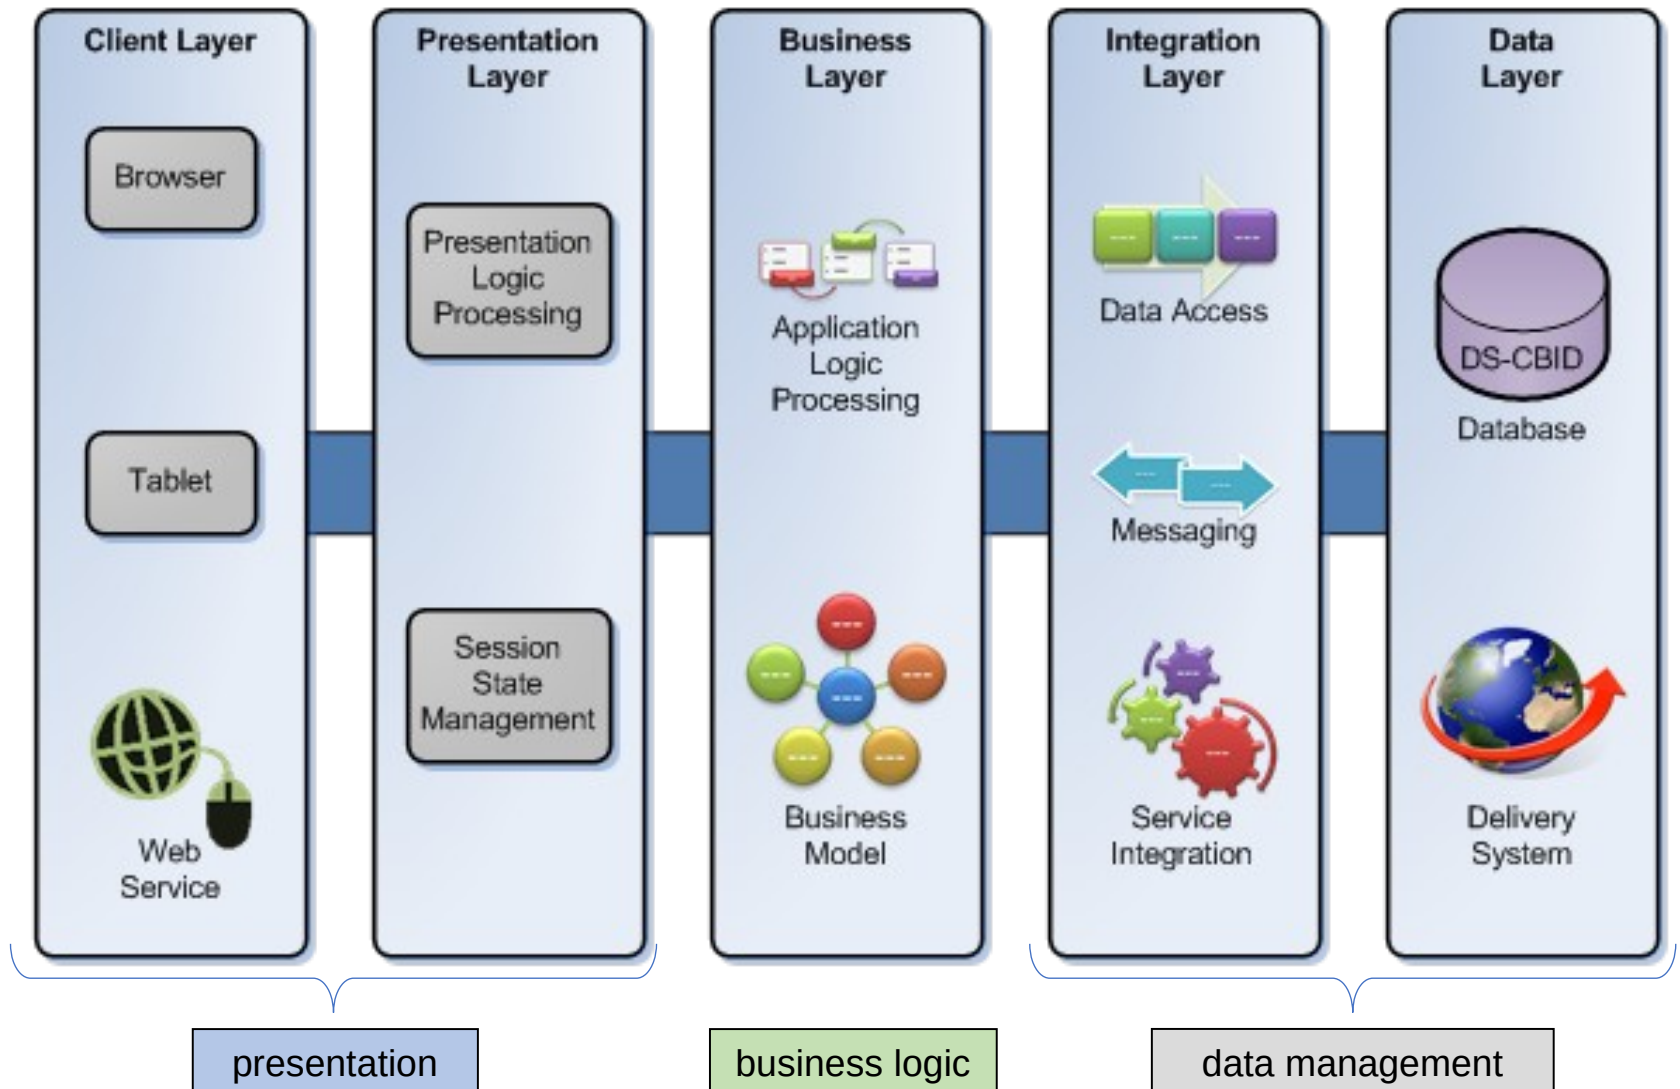 Client Layer
Browser
Tablet
Web
Service
Presentation
Layer
Presentation
Logic
Processing
Session
State
Management
Business
Layer
Application
Logic
Processing
---
---
---
---
---
---
Business
Model
Integration
Layer
---
---
---
Data Access
---
---
Messaging
---
---
---
Service
Integration
Data
Layer
DS-CBID
Database
Delivery
System
presentation
business logic
data management